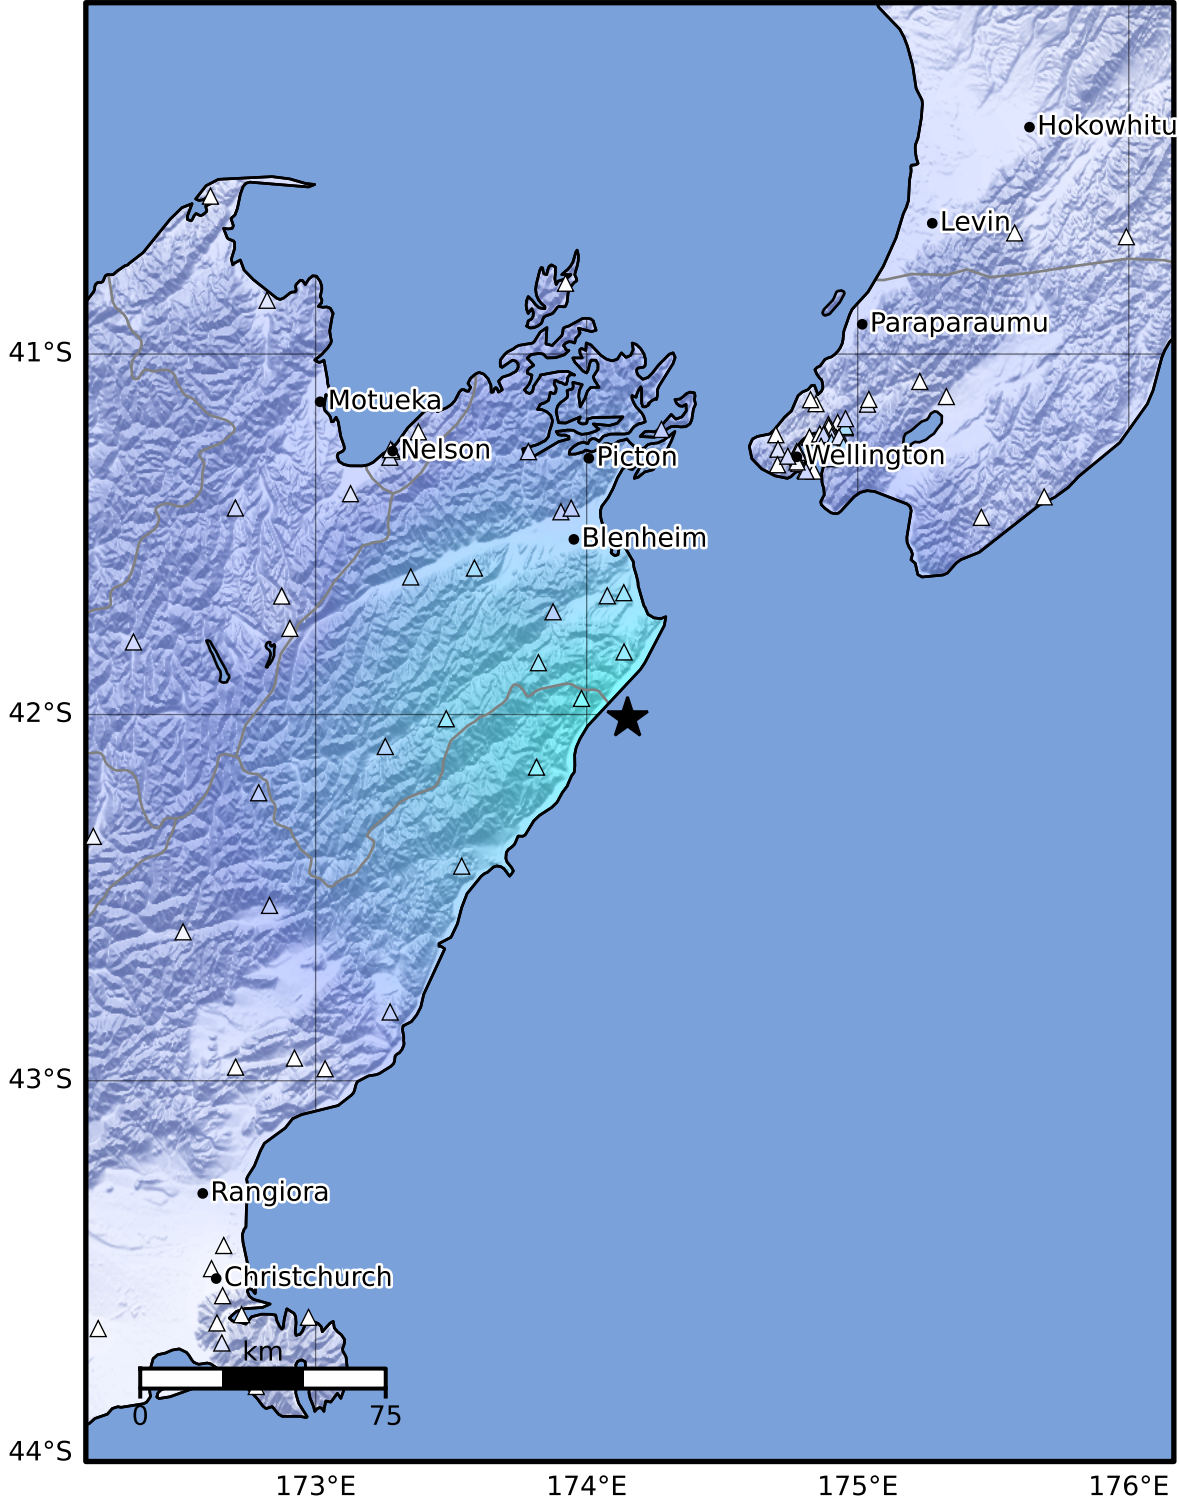 Hokowhitu
Levin
Paraparaumu
41°S
Motueka
Nelson
Picton
Wellington
Blenheim
42°S
43°S
Rangiora
Christchurch
km
0
75
44°S
173°E
174°E
175°E
176°E